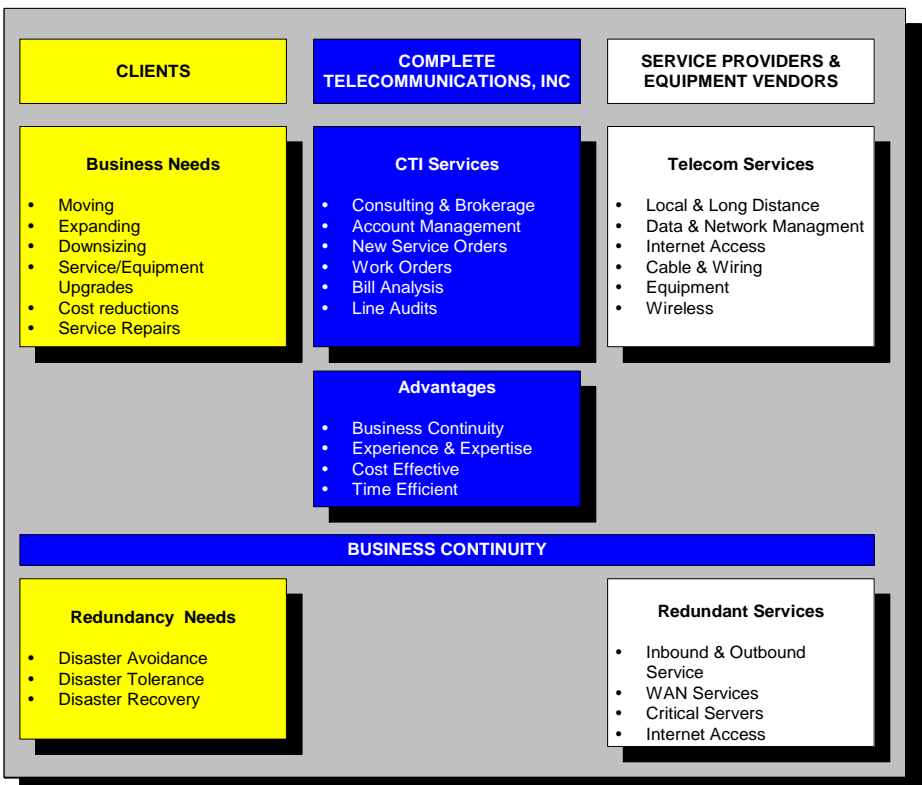 CLIENTS
COMPLETE
TELECOMMUNICATIONS, INC
SERVICE PROVIDERS &
EQUIPMENT VENDORS
Business Needs
• Moving
• Expanding
• Downsizing
• Service/Equipment
Upgrades
• Cost reductions
• Service Repairs
CTI Services
• Consulting & Brokerage
• Account Management
• New Service Orders
• Work Orders
• Bill Analysis
• Line Audits
Telecom Services
• Local & Long Distance
• Data & Network Managment
• Internet Access
• Cable & Wiring
• Equipment
• Wireless
Advantages
• Business Continuity
• Experience & Expertise
• Cost Effective
• Time Efficient
BUSINESS CONTINUITY
Redundancy Needs
• Disaster Avoidance
• Disaster Tolerance
• Disaster Recovery
Redundant Services
• Inbound & Outbound
Service
• WAN Services
• Critical Servers
• Internet Access